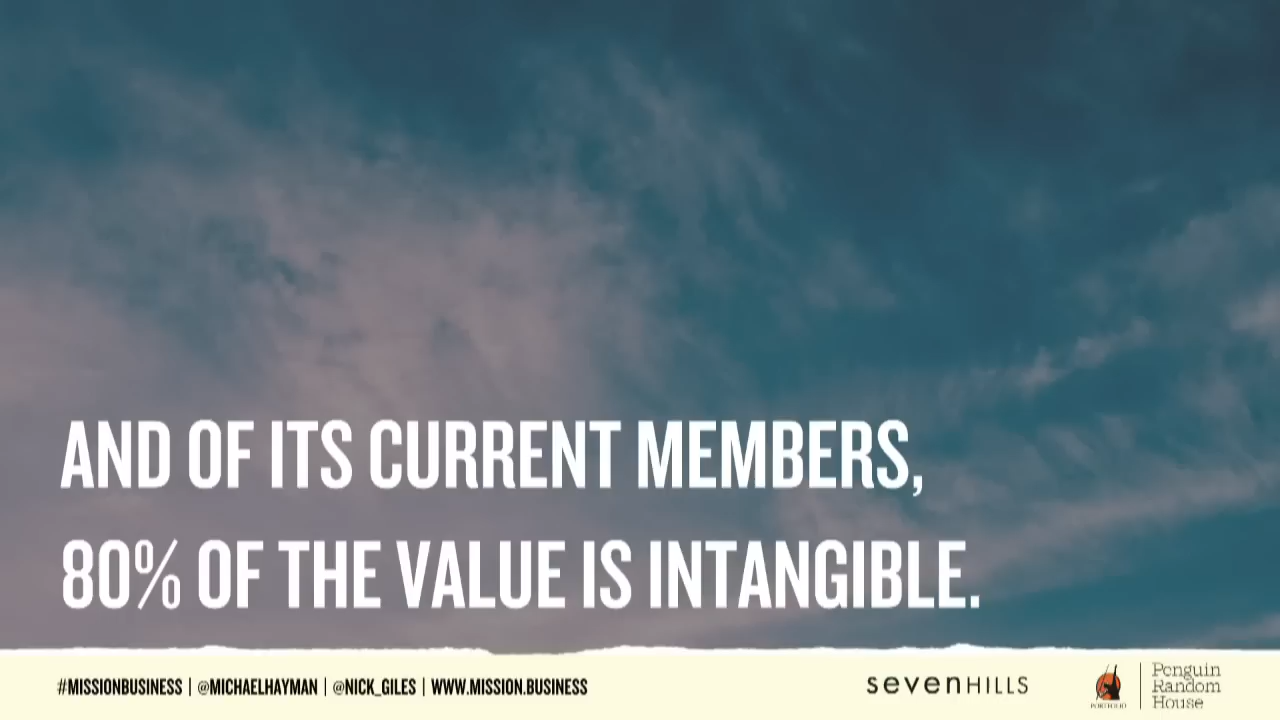 AND OF ITS CURRENT MEMBERS,
80% OF THE VALUE IS INTANGIBLE.
#MISSIONBUSINESS | @MICHAELHAYMAN | @NICK_GILES | WWW.MISSION.BUSINESS
sevenHILLS
PORTFOLIO
Penguin
Random
House